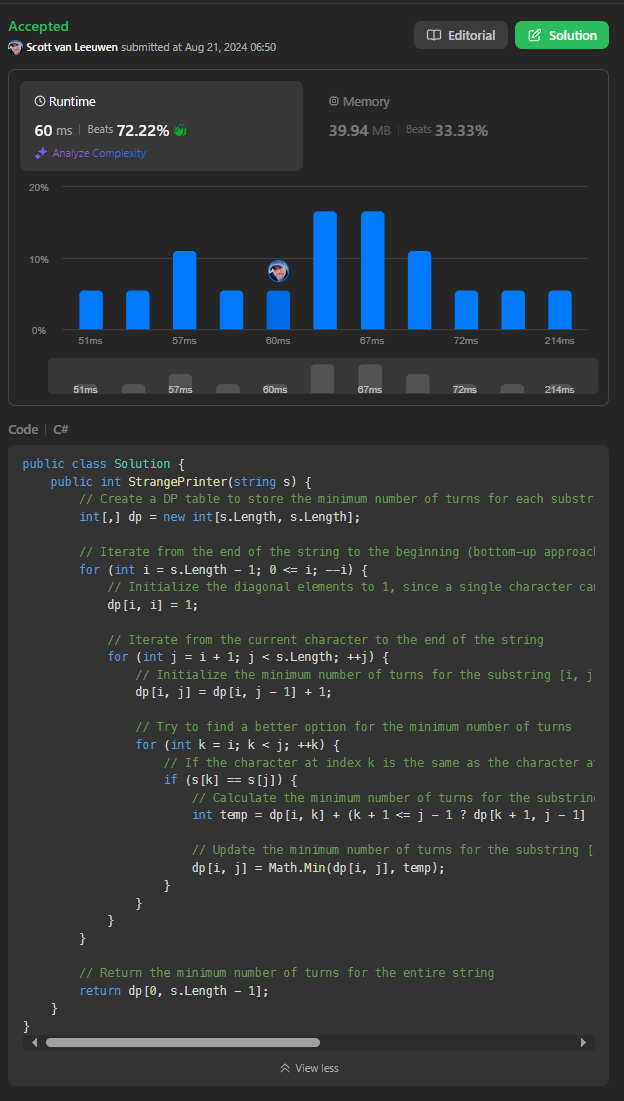 Accepted
Editorial
Solution
Scott van Leeuwen submitted at Aug 21, 2024 06:50
Runtime
60 ms | Beats 72.22%
Analyze Complexity
Memory
39.94 MB | Beats 33.33%
20%
10%
0%
51ms 57ms 60ms 67ms 72ms 214ms
51ms 57ms 60ms 67ms 72ms 214ms
Code | C#
public class Solution {
    public int StrangePrinter(string s) {
        // Create a DP table to store the minimum number of turns for each substr
        int[,] dp = new int[s.Length, s.Length];
        // Iterate from the end of the string to the beginning (bottom-up approach
        for (int i = s.Length - 1; 0 <= i; --i) {
            // Initialize the diagonal elements to 1, since a single character can
            dp[i, i] = 1;
            // Iterate from the current character to the end of the string
            for (int j = i + 1; j < s.Length; ++j) {
                // Initialize the minimum number of turns for the substring [i, j
                dp[i, j] = dp[i, j - 1] + 1;
                // Try to find a better option for the minimum number of turns
                for (int k = i; k < j; ++k) {
                    // If the character at index k is the same as the character at
                    if (s[k] == s[j]) {
                        // Calculate the minimum number of turns for the substring
                        int temp = dp[i, k] + (k + 1 <= j - 1 ? dp[k + 1, j - 1]
                        // Update the minimum number of turns for the substring [
                        dp[i, j] = Math.Min(dp[i, j], temp);
                    }
                }
            }
        }
        // Return the minimum number of turns for the entire string
        return dp[0, s.Length - 1];
    }
}
View less